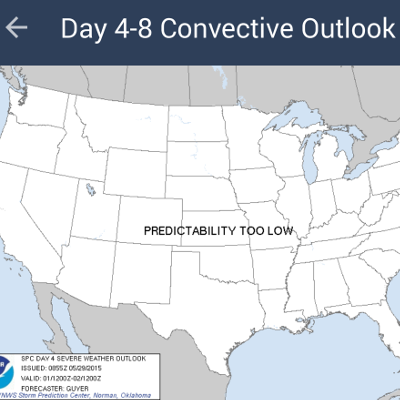 Day 4-8 Convective Outlook
PREDICTABILITY TOO LOW
SPC DAY 4 SEVERE WEATHER OUTLOOK
ISSUED: 0855Z 05/29/2015
VALID: 01/1200Z-02/1200Z
FORECASTER: GUYER
NWS Storm Prediction Center, Norman, Oklahoma